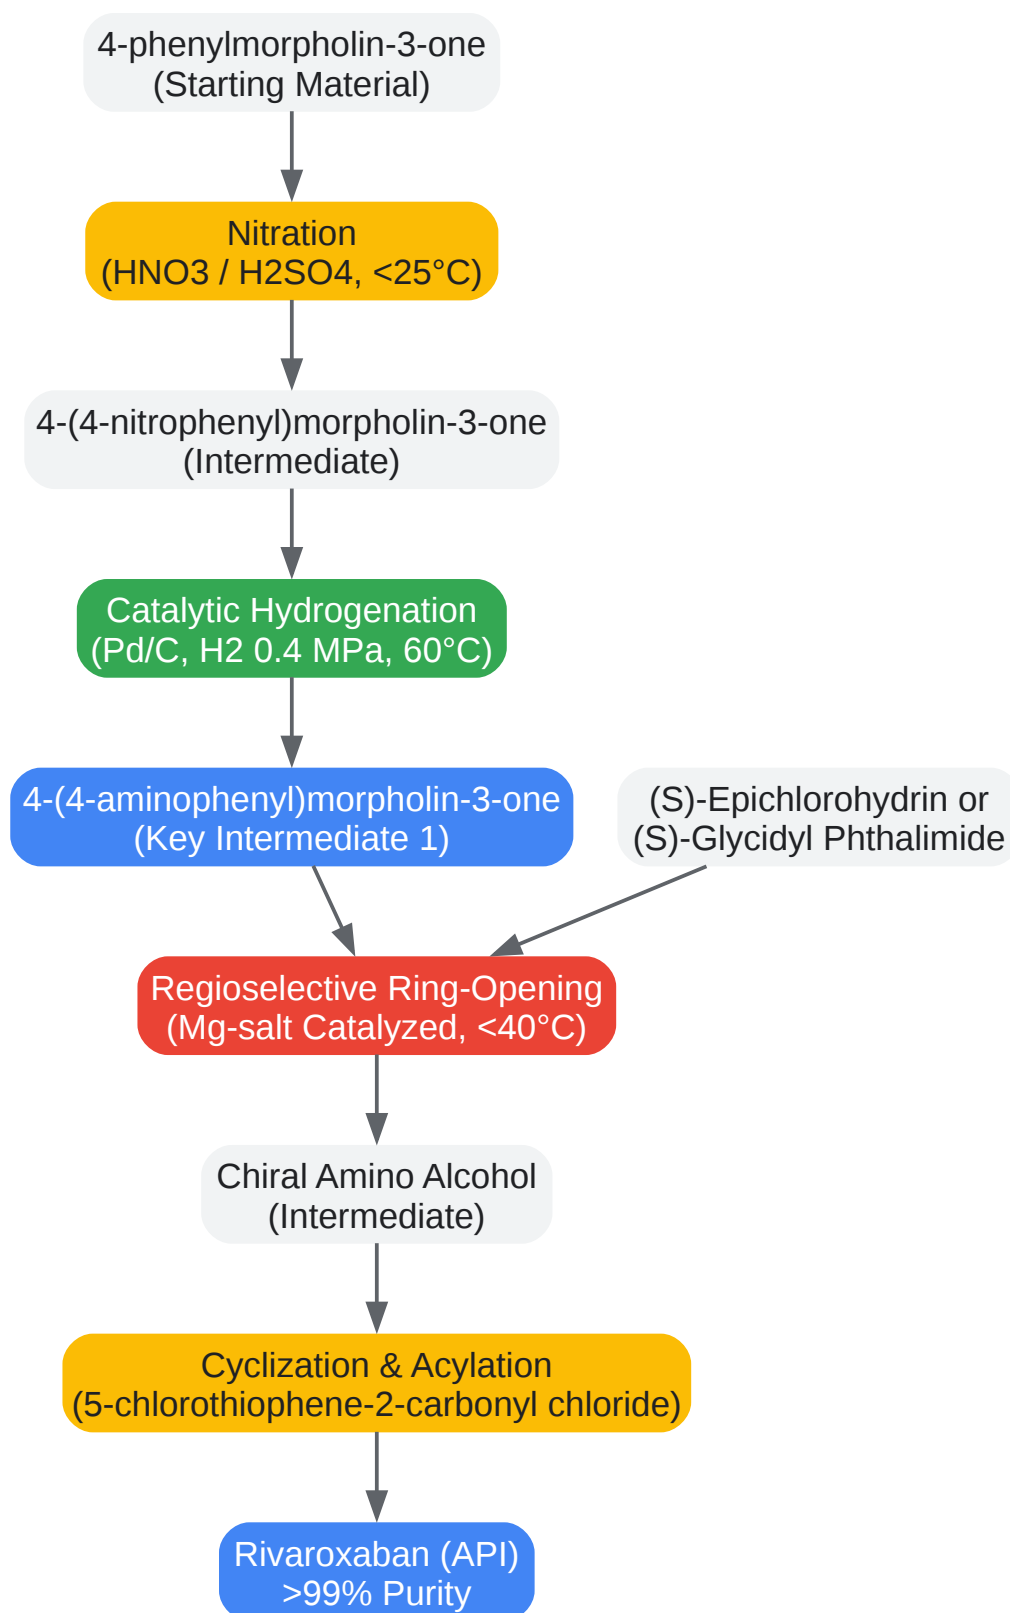 4-phenylmorpholin-3-one
(Starting Material)
Nitration
(HNO3 / H2SO4, <25°C)
4-(4-nitrophenyl)morpholin-3-one
(Intermediate)
Catalytic Hydrogenation
(Pd/C, H2 0.4 MPa, 60°C)
4-(4-aminophenyl)morpholin-3-one
(Key Intermediate 1)
(S)-Epichlorohydrin or
(S)-Glycidyl Phthalimide
Regioselective Ring-Opening
(Mg-salt Catalyzed, <40°C)
Chiral Amino Alcohol
(Intermediate)
Cyclization & Acylation
(5-chlorothiophene-2-carbonyl chloride)
Rivaroxaban (API)
>99% Purity